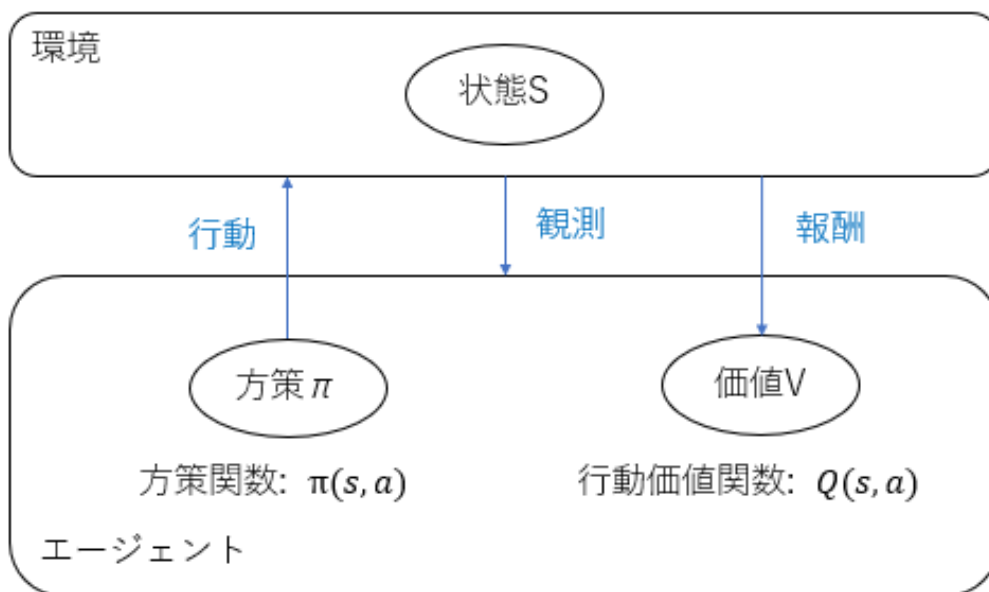 環境
状態S
行動
観測
報酬
方策π
価値V
方策関数: π(s, a)
行動価値関数: Q(s, a)
エージェント